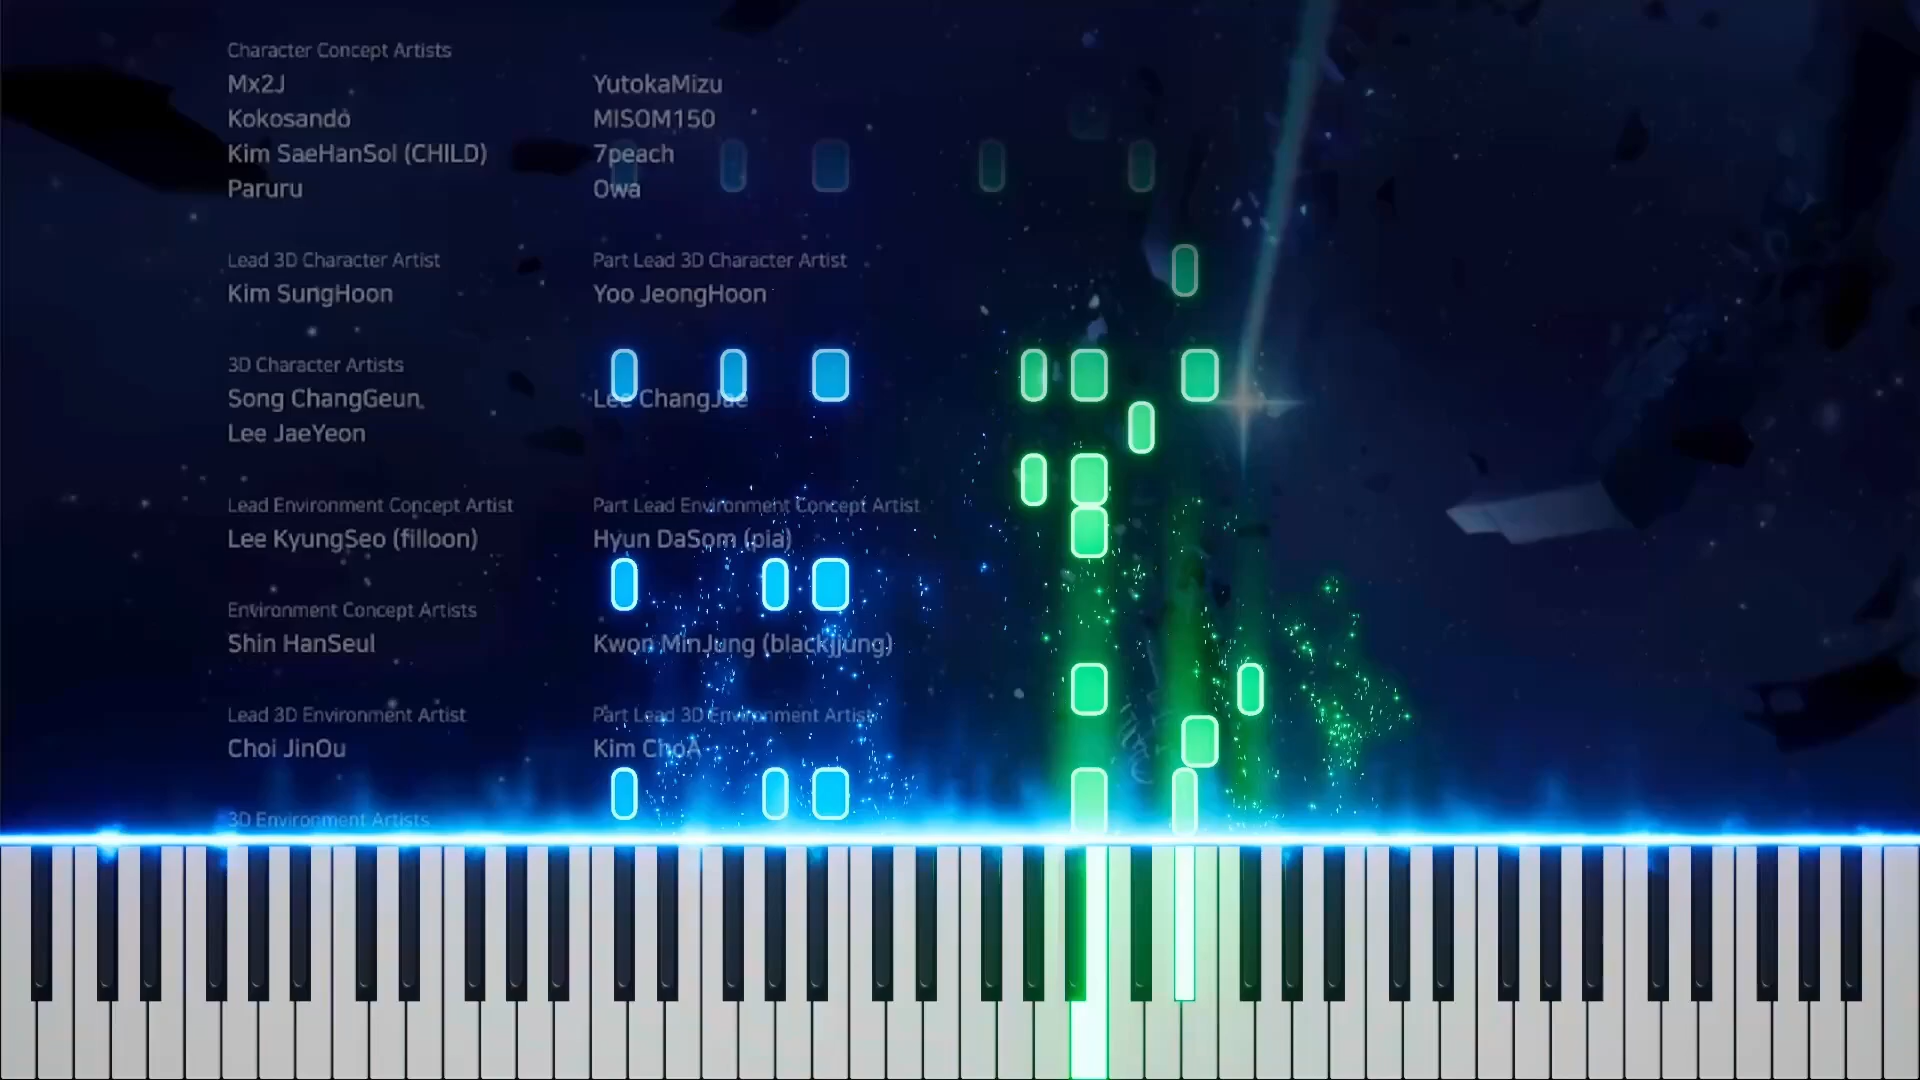 Character Concept Artists
Mx2J YutokaMizu
Kokosando MISOM150
Kim SaeHanSol (CHILD) 7peach
Paruru Owa
Lead 3D Character Artist Part Lead 3D Character Artist
Kim SungHoon Yoo JeongHoon
3D Character Artists
Song ChangGeun Lee ChangJae
Lee JaeYeon
Lead Environment Concept Artist Part Lead Environment Concept Artist
Lee KyungSeo (filloon) Hyun DaSom (pia)
Environment Concept Artists
Shin HanSeul Kwon MinJung (blackjjung)
Lead 3D Environment Artist Part Lead 3D Environment Artist
Choi JinOu Kim ChoA
3D Environment Artists